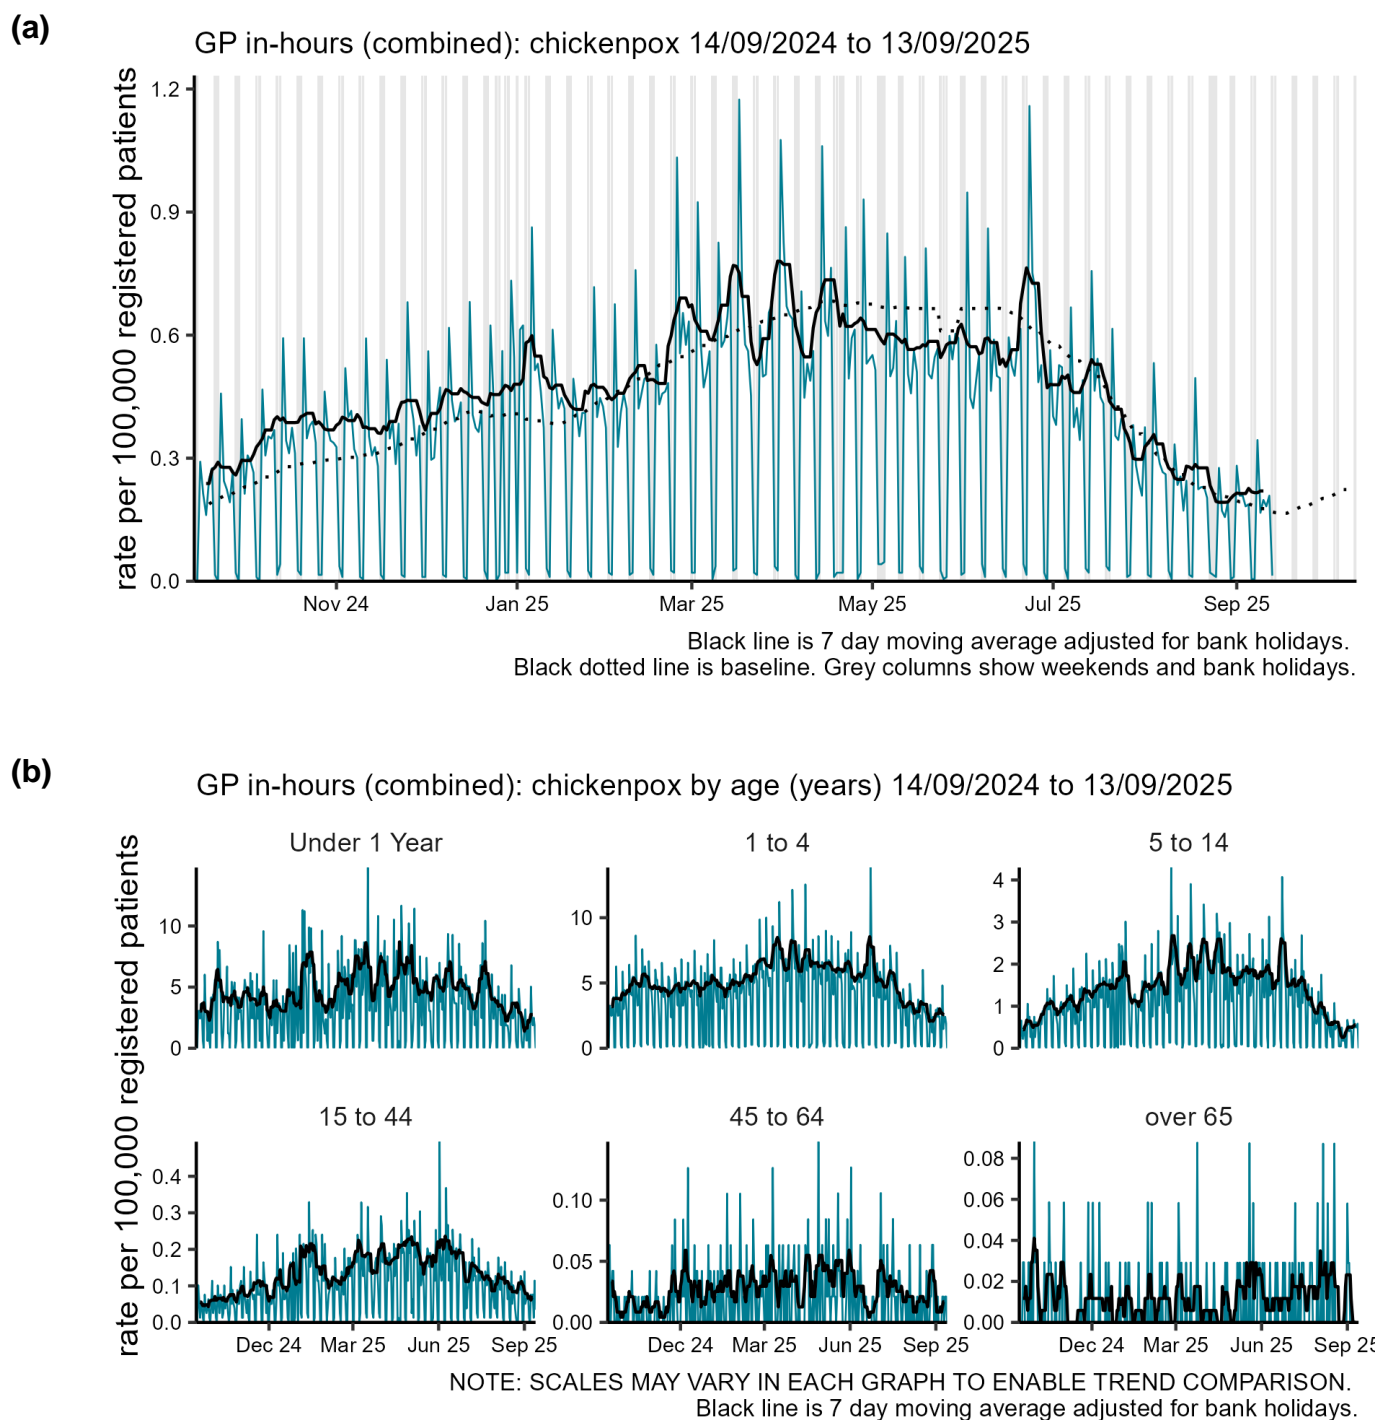 (a)
GP in-hours (combined): chickenpox 14/09/2024 to 13/09/2025
rate per 100,000 registered patients
1.2
0.9
0.6
0.3
0.0
Nov 24 Jan 25 Mar 25 May 25 Jul 25 Sep 25
Black line is 7 day moving average adjusted for bank holidays.
Black dotted line is baseline. Grey columns show weekends and bank holidays.
(b)
GP in-hours (combined): chickenpox by age (years) 14/09/2024 to 13/09/2025
rate per 100,000 registered patients
Under 1 Year
10
5
0
1 to 4
10
5
0
5 to 14
4
3
2
1
0
15 to 44
0.4
0.3
0.2
0.1
0.0
Dec 24 Mar 25 Jun 25 Sep 25
45 to 64
0.10
0.05
0.00
Dec 24 Mar 25 Jun 25 Sep 25
over 65
0.08
0.06
0.04
0.02
0.00
Dec 24 Mar 25 Jun 25 Sep 25
NOTE: SCALES MAY VARY IN EACH GRAPH TO ENABLE TREND COMPARISON.
Black line is 7 day moving average adjusted for bank holidays.